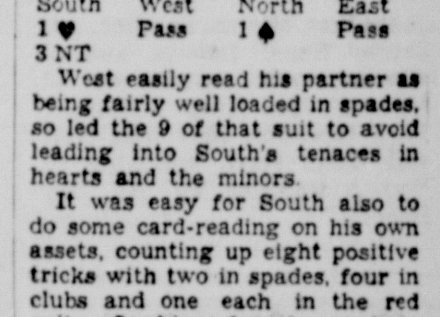 South West North East
1 ♥ Pass 1 ♠ Pass
3 NT
West easily read his partner as
being fairly well loaded in spades,
so led the 9 of that suit to avoid
leading into South's tenaces in
hearts and the minors.
It was easy for South also to
do some card-reading on his own
assets, counting up eight positive
tricks with two in spades, four in
clubs and one each in the red